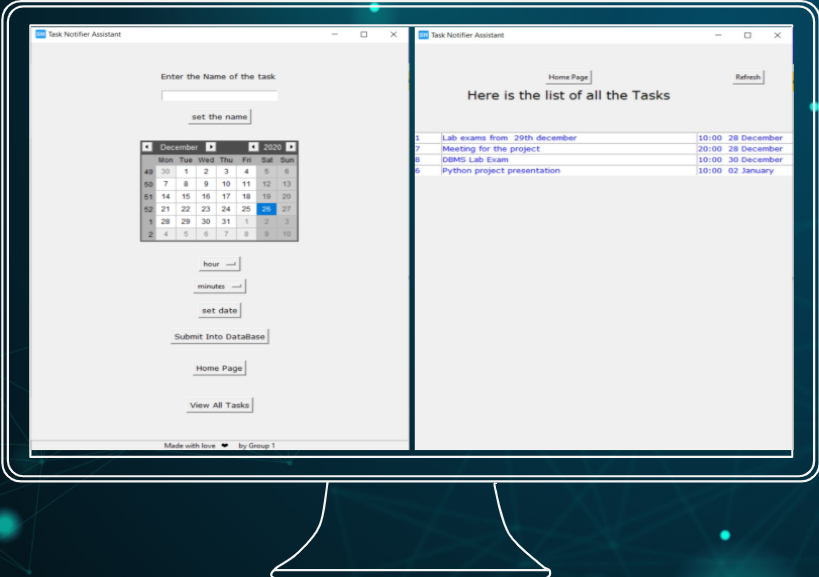 Task Notifier Assistant
Enter the Name of the task
set the name
December 2020
Mon Tue Wed Thu Fri Sat Sun
49 30 1 2 3 4 5 6
50 7 8 9 10 11 12 13
51 14 15 16 17 18 19 20
52 21 22 23 24 25 26 27
1 28 29 30 31 1 2 3
2 4 5 6 7 8 9 10
hour
minutes
set date
Submit Into DataBase
Home Page
View All Tasks
Made with love ❤ by Group 1
Task Notifier Assistant
Home Page Refresh
Here is the list of all the Tasks
1 Lab exams from 29th december 10:00 28 December
7 Meeting for the project 20:00 28 December
8 DBMS Lab Exam 10:00 30 December
6 Python project presentation 10:00 02 January